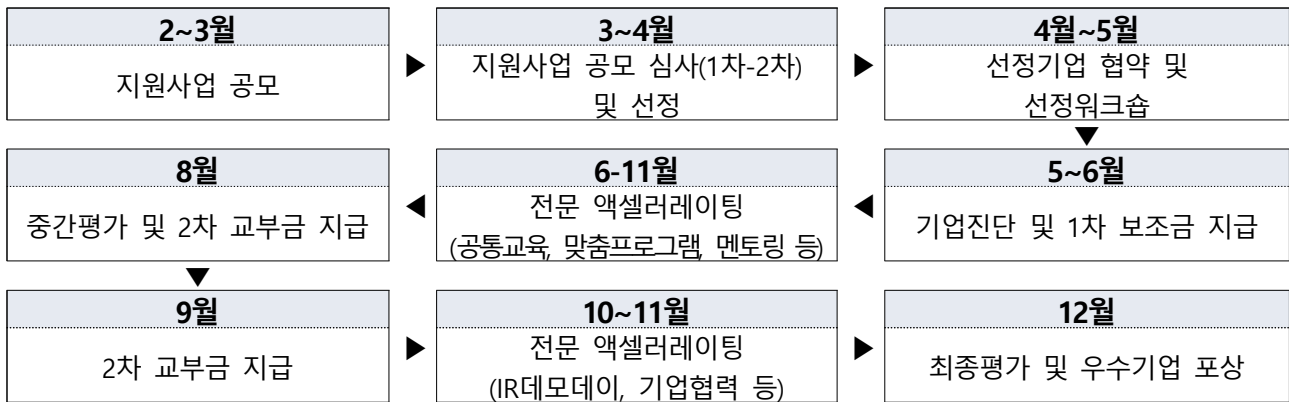 2~3월
지원사업 공모
▶
3~4월
지원사업 공모 심사(1차-2차)
및 선정
▶
4월~5월
선정기업 협약 및
선정워크숍
▼
5~6월
기업진단 및 1차 보조금 지급
◀
6-11월
전문 액셀러레이팅
(공통교육, 맞춤프로그램, 멘토링 등)
◀
8월
중간평가 및 2차 교부금 지급
▼
9월
2차 교부금 지급
▶
10~11월
전문 액셀러레이팅
(IR데모데이, 기업협력 등)
▶
12월
최종평가 및 우수기업 포상